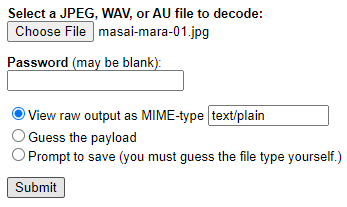 Select a JPEG, WAV, or AU file to decode:
Choose File masai-mara-01.jpg
Password (may be blank):
View raw output as MIME-type text/plain
Guess the payload
Prompt to save (you must guess the file type yourself.)
Submit